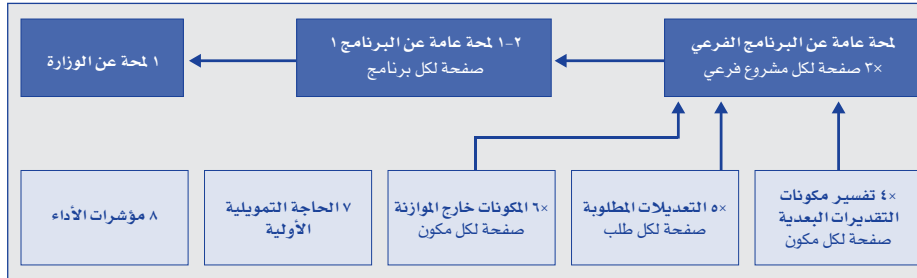 لمحة عامة عن البرنامج الفرعي
×٣ صفحة لكل مشروع فرعي
٢-١ لمحة عامة عن البرنامج ١
صفحة لكل برنامج
١ لمحة عن الوزارة
×٤ تفسير مكونات
التقديرات البعدية
صفحة لكل مكون
×٥ التعديلات المطلوبة
صفحة لكل طلب
×٦ المكونات خارج الموازنة
صفحة لكل مكون
٧ الحاجة التمويلية
الأولية
٨ مؤشرات الأداء